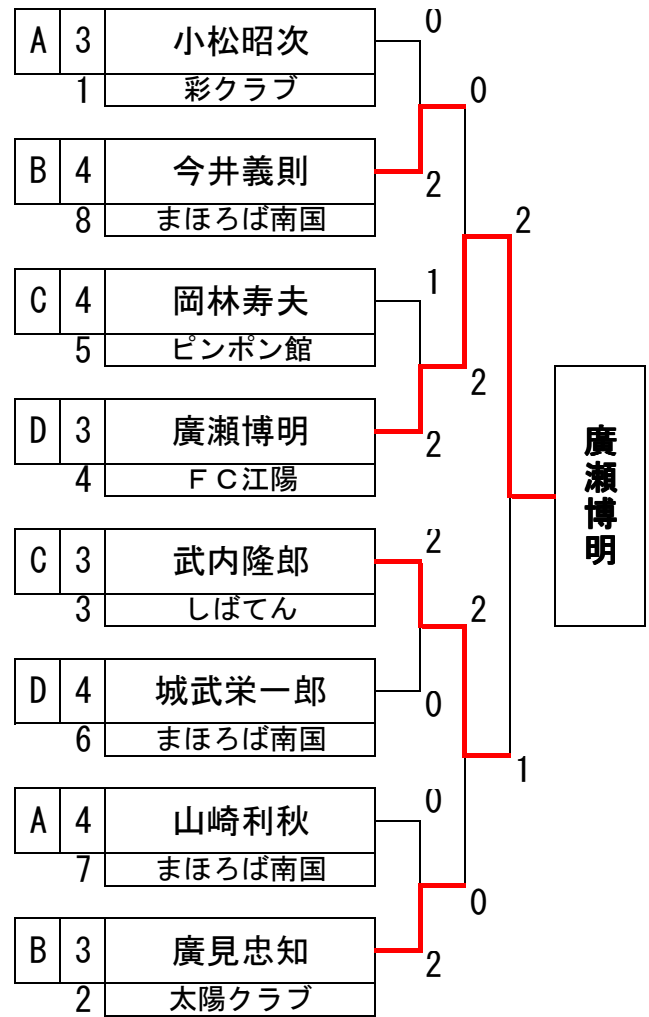 A 3 小松昭次
1 彩クラブ
0
0
B 4 今井義則
8 まほろば南国
2
2
C 4 岡林寿夫
5 ピンポン館
1
2
D 3 廣瀬博明
4 ＦＣ江陽
2
廣瀬博明
C 3 武内隆郎
3 しばてん
2
2
D 4 城武栄一郎
6 まほろば南国
0
1
A 4 山崎利秋
7 まほろば南国
0
0
B 3 廣見忠知
2 太陽クラブ
2